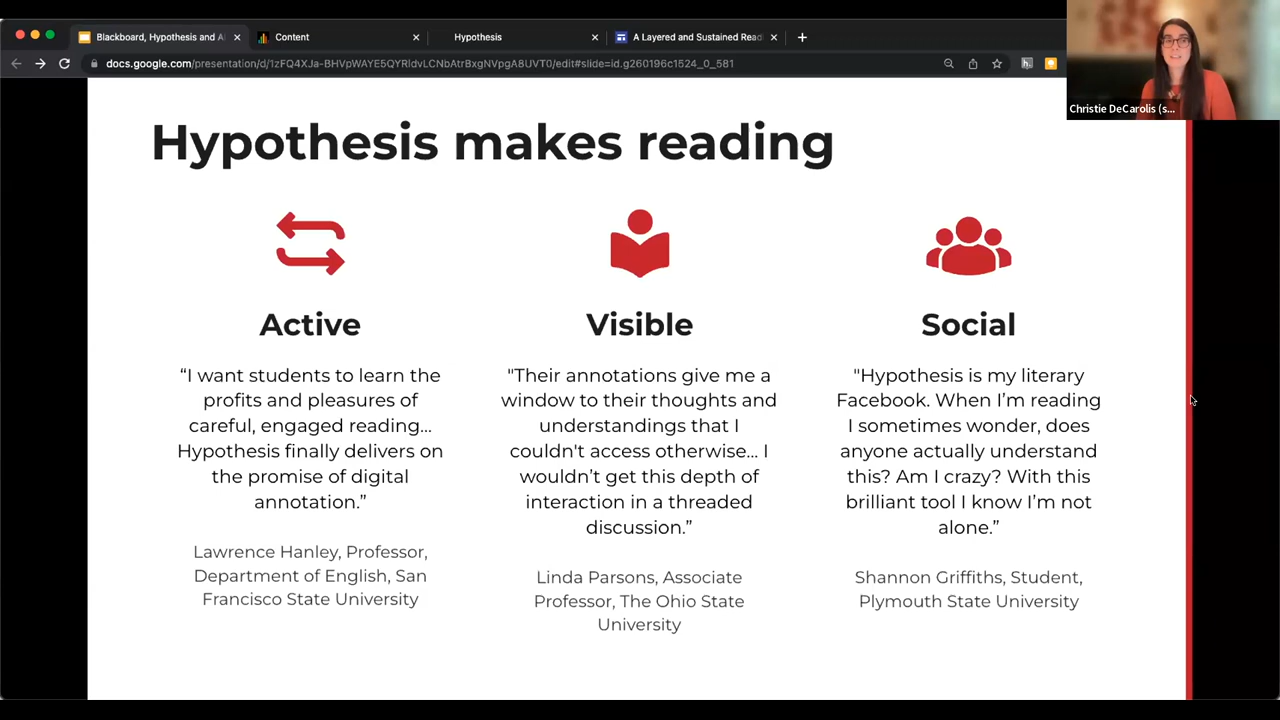 Blackboard, Hypothesis and A
Content
Hypothesis
A Layered and Sustained Readi
docs.google.com/presentation/d/1zFQ4XJa-BHVpWAYE5QYRldvLCNbAtrBxgNVpgA8UVT0/edit#slide=id.g260196c1524_0_581
Christie DeCarolis (s...
Hypothesis makes reading
Active
“I want students to learn the
profits and pleasures of
careful, engaged reading...
Hypothesis finally delivers on
the promise of digital
annotation.”
Lawrence Hanley, Professor,
Department of English, San
Francisco State University
Visible
"Their annotations give me a
window to their thoughts and
understandings that I
couldn't access otherwise... I
wouldn’t get this depth of
interaction in a threaded
discussion.”
Linda Parsons, Associate
Professor, The Ohio State
University
Social
"Hypothesis is my literary
Facebook. When I’m reading
I sometimes wonder, does
anyone actually understand
this? Am I crazy? With this
brilliant tool I know I’m not
alone.”
Shannon Griffiths, Student,
Plymouth State University